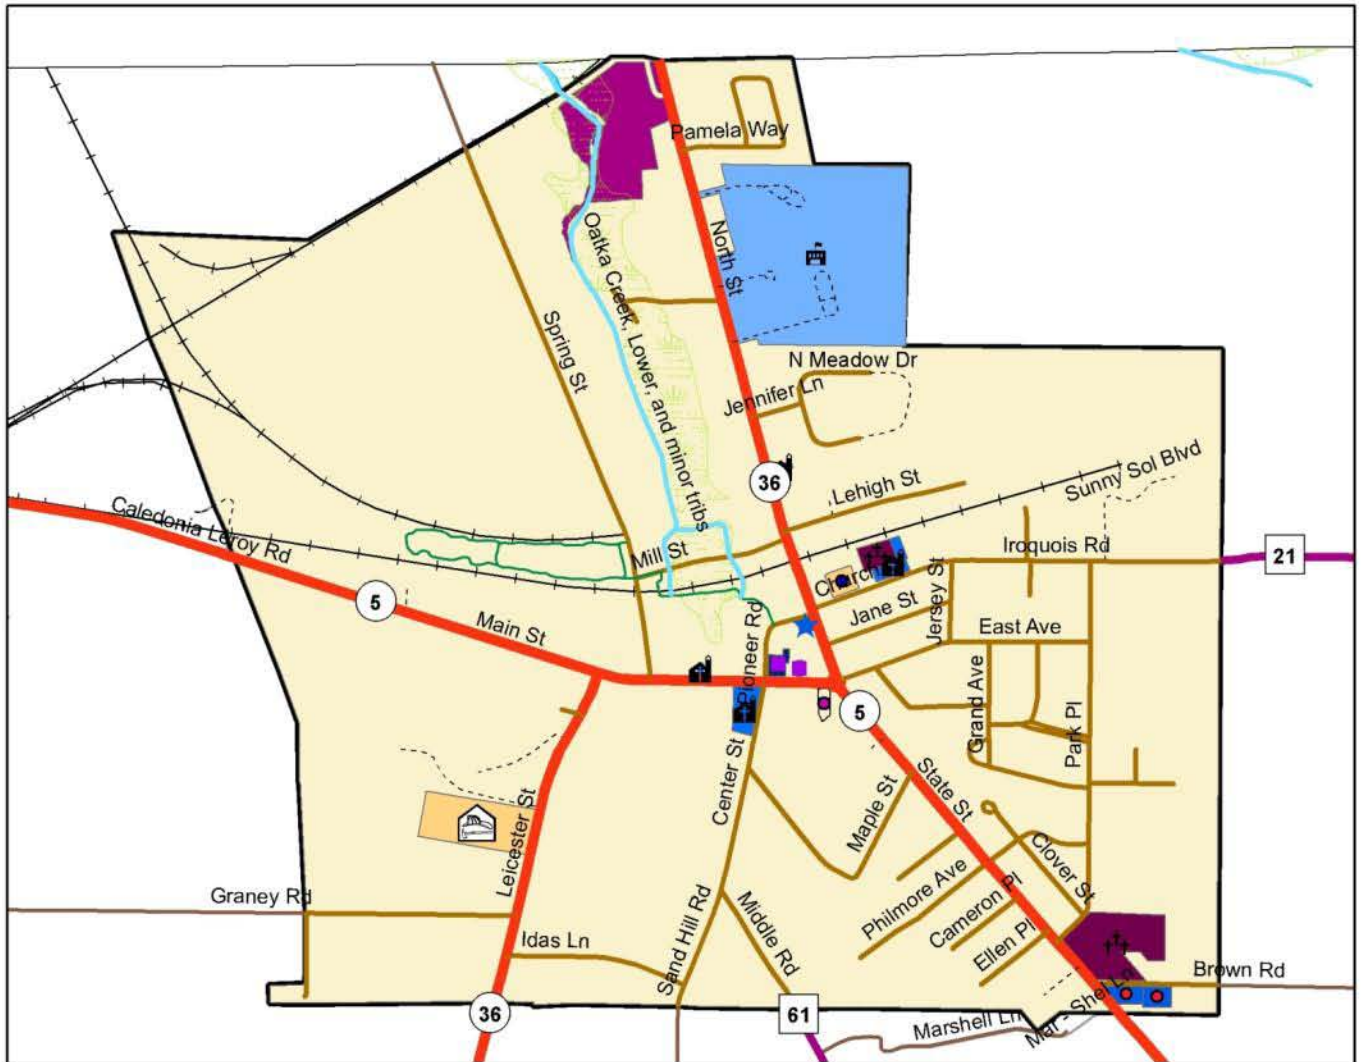 Pamela Way
North St
Oatka Creek, Lower, and minor tribs
Spring St
N Meadow Dr
Jennifer Ln
36
Lehigh St
Sunny Sol Blvd
Caledonia Leroy Rd
Mill St
Iroquois Rd
21
5
Church
Jane St
Jersey St
Main St
East Ave
Pioneer Rd
5
Grand Ave
Park Pl
Center St
State St
Maple St
Leicester St
Clover St
Graney Rd
Philmore Ave
Cameron Pl
Sand Hill Rd
Middle Rd
Idas Ln
Ellen Pl
Brown Rd
36
61
Marshell Ln
Mar - Shel Ln